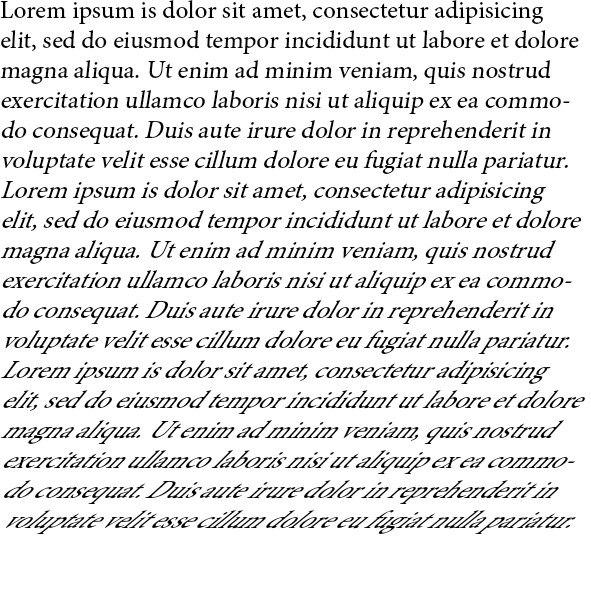 Lorem ipsum is dolor sit amet, consectetur adipisicing
elit, sed do eiusmod tempor incididunt ut labore et dolore
magna aliqua. Ut enim ad minim veniam, quis nostrud
exercitation ullamco laboris nisi ut aliquip ex ea commo-
do consequat. Duis aute irure dolor in reprehenderit in
voluptate velit esse cillum dolore eu fugiat nulla pariatur.
Lorem ipsum is dolor sit amet, consectetur adipisicing
elit, sed do eiusmod tempor incididunt ut labore et dolore
magna aliqua. Ut enim ad minim veniam, quis nostrud
exercitation ullamco laboris nisi ut aliquip ex ea commo-
do consequat. Duis aute irure dolor in reprehenderit in
voluptate velit esse cillum dolore eu fugiat nulla pariatur.
Lorem ipsum is dolor sit amet, consectetur adipisicing
elit, sed do eiusmod tempor incididunt ut labore et dolore
magna aliqua. Ut enim ad minim veniam, quis nostrud
exercitation ullamco laboris nisi ut aliquip ex ea commo-
do consequat. Duis aute irure dolor in reprehenderit in
voluptate velit esse cillum dolore eu fugiat nulla pariatur.